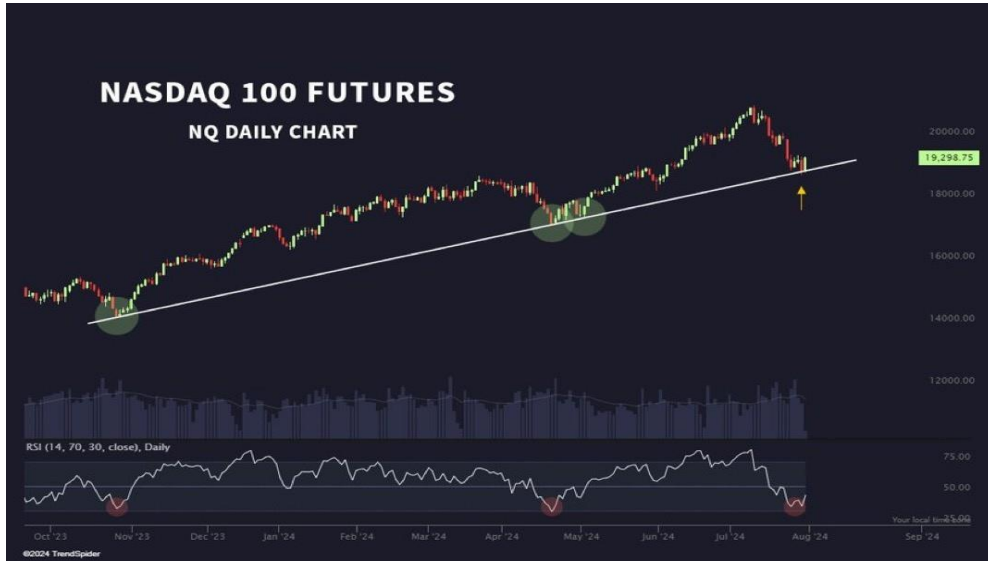 NASDAQ 100 FUTURES
NQ DAILY CHART
20000.00
19,298.75
18000.00
16000.00
14000.00
12000.00
RSI (14, 70, 30, close), Daily
75.00
50.00
25.00
Your local time zone
Oct '23 Nov '23 Dec '23 Jan '24 Feb '24 Mar '24 Apr '24 May '24 Jun '24 Jul '24 Aug '24 Sep '24
©2024 TrendSpider